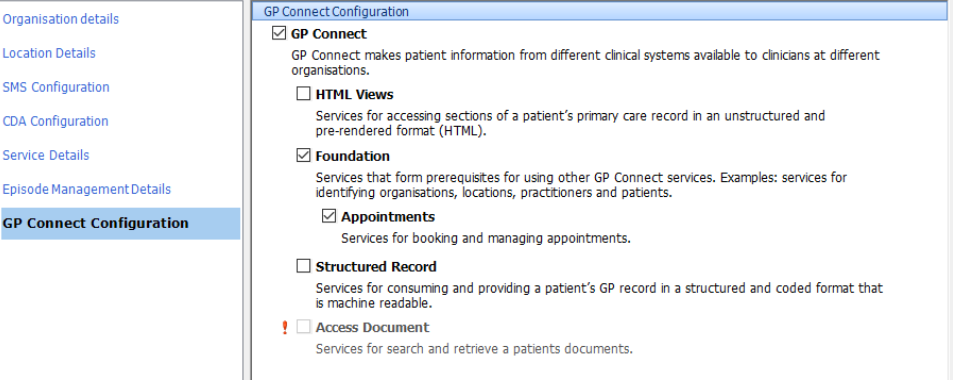 Organisation details
Location Details
SMS Configuration
CDA Configuration
Service Details
Episode Management Details
GP Connect Configuration
GP Connect Configuration
GP Connect
GP Connect makes patient information from different clinical systems available to clinicians at different
organisations.
HTML Views
Services for accessing sections of a patient's primary care record in an unstructured and
pre-rendered format (HTML).
Foundation
Services that form prerequisites for using other GP Connect services. Examples: services for
identifying organisations, locations, practitioners and patients.
Appointments
Services for booking and managing appointments.
Structured Record
Services for consuming and providing a patient's GP record in a structured and coded format that
is machine readable.
! Access Document
Services for search and retrieve a patients documents.